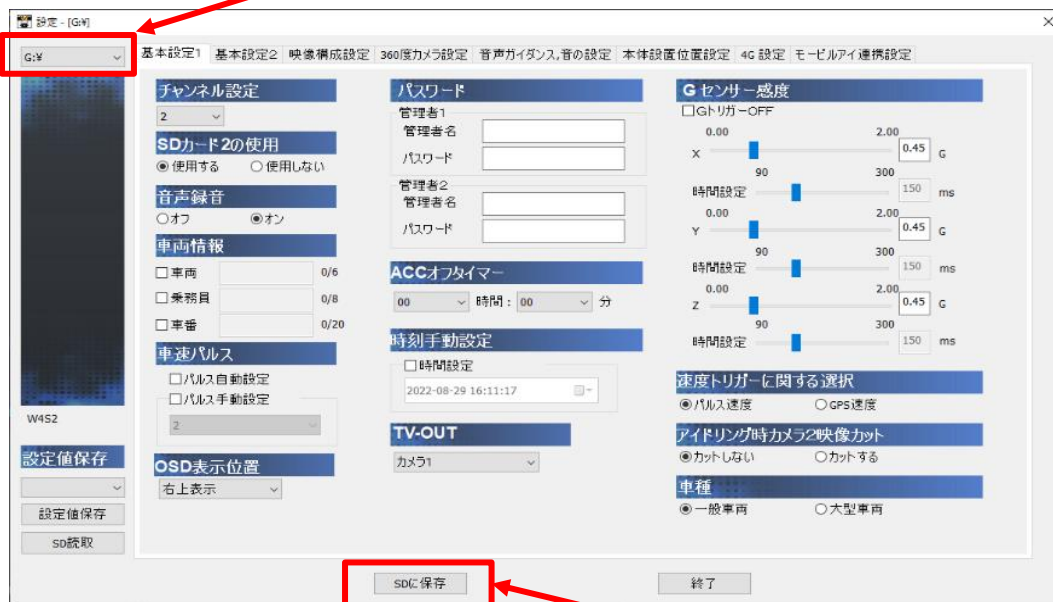 設定 - [G:¥]
G:¥
基本設定1 基本設定2 映像構成設定 360度カメラ設定 音声ガイダンス,音の設定 本体設置位置設定 4G 設定 モービルアイ連携設定
W4S2
設定値保存
設定値保存
SD読取
チャンネル設定
2
SDカード2の使用
使用する 使用しない
音声録音
オフ オン
車両情報
車両 0/6
乗務員 0/8
車番 0/20
車速パルス
パルス自動設定
パルス手動設定
2
OSD表示位置
右上表示
パスワード
管理者1
管理者名
パスワード
管理者2
管理者名
パスワード
ACCオフタイマー
00 時間 : 00 分
時刻手動設定
時間設定
2022-08-29 16:11:17
TV-OUT
カメラ1
G センサー感度
GトリガーOFF
0.00 2.00
X 0.45 G
90 300
時間設定 150 ms
0.00 2.00
Y 0.45 G
90 300
時間設定 150 ms
0.00 2.00
Z 0.45 G
90 300
時間設定 150 ms
速度トリガーに関する選択
パルス速度 GPS速度
アイドリング時カメラ2映像カット
カットしない カットする
車種
一般車両 大型車両
SDに保存 終了